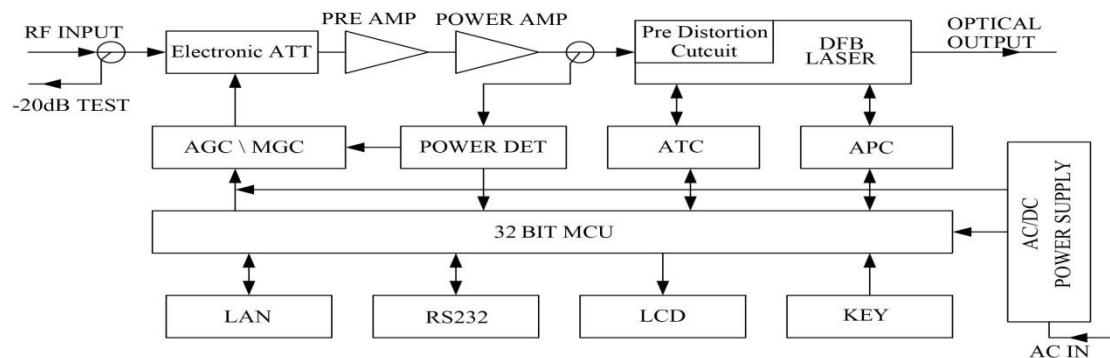 RF INPUT
-20dB TEST
Electronic ATT
PRE AMP
POWER AMP
Pre Distortion
Cutcuit
DFB
LASER
OPTICAL
OUTPUT
AGC \ MGC
POWER DET
ATC
APC
32 BIT MCU
AC/DC
POWER SUPPLY
LAN
RS232
LCD
KEY
AC IN